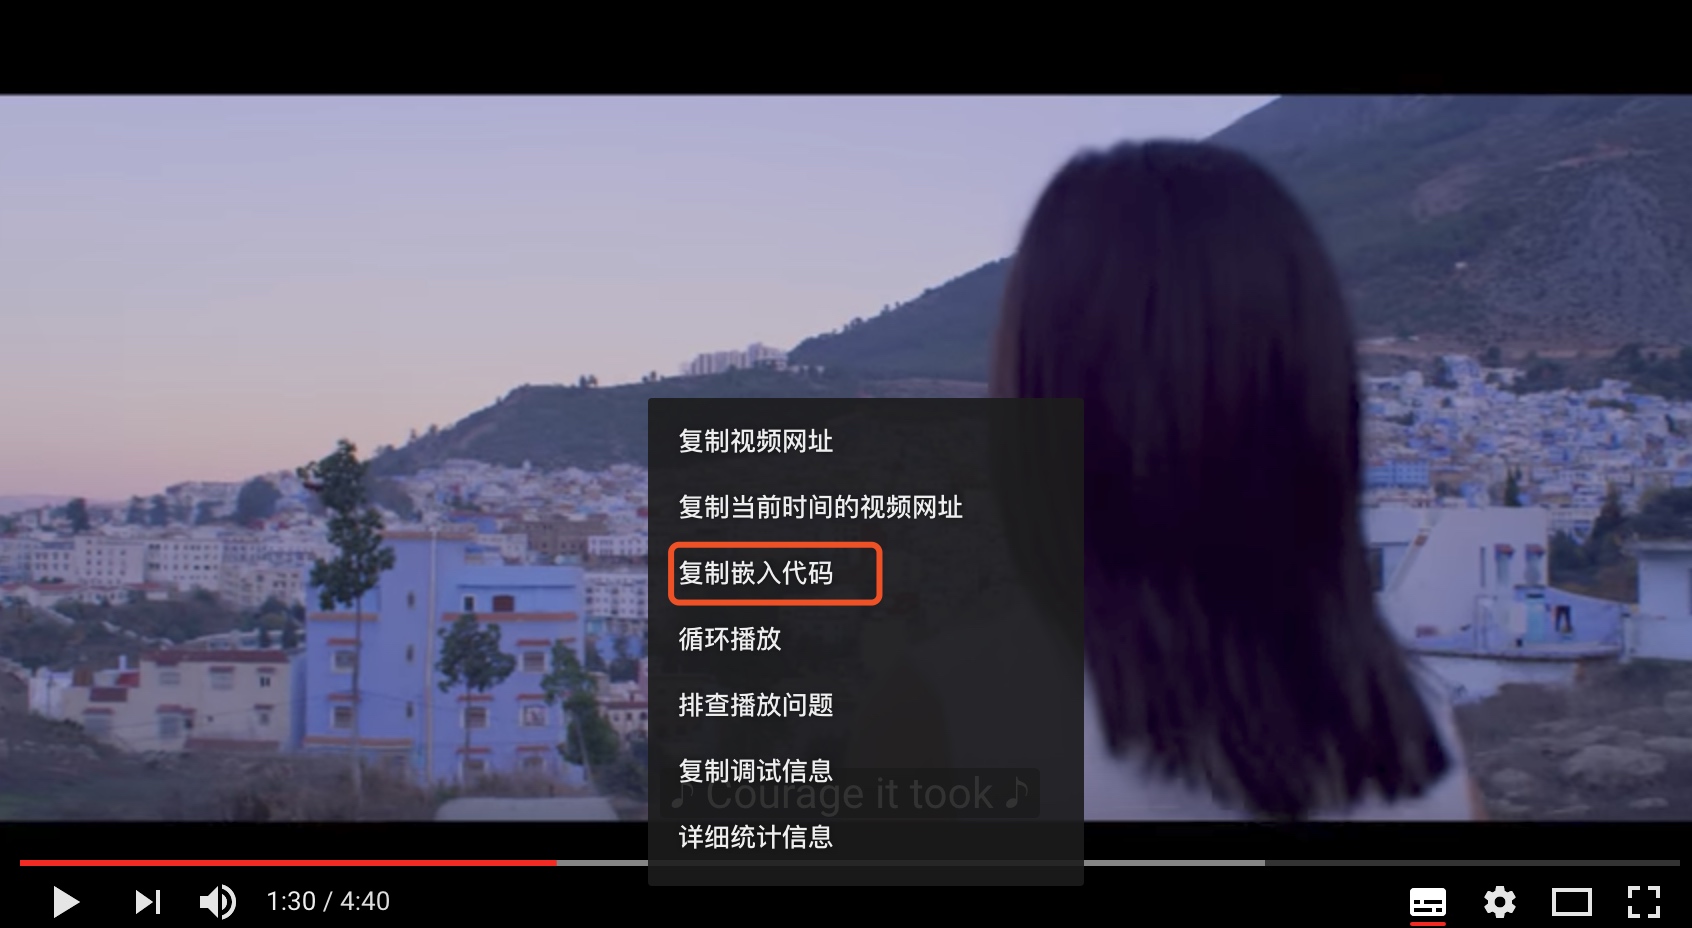 复制视频网址
复制当前时间的视频网址
复制嵌入代码
循环播放
排查播放问题
复制调试信息
♪ Courage it took ♪
详细统计信息
1:30 / 4:40